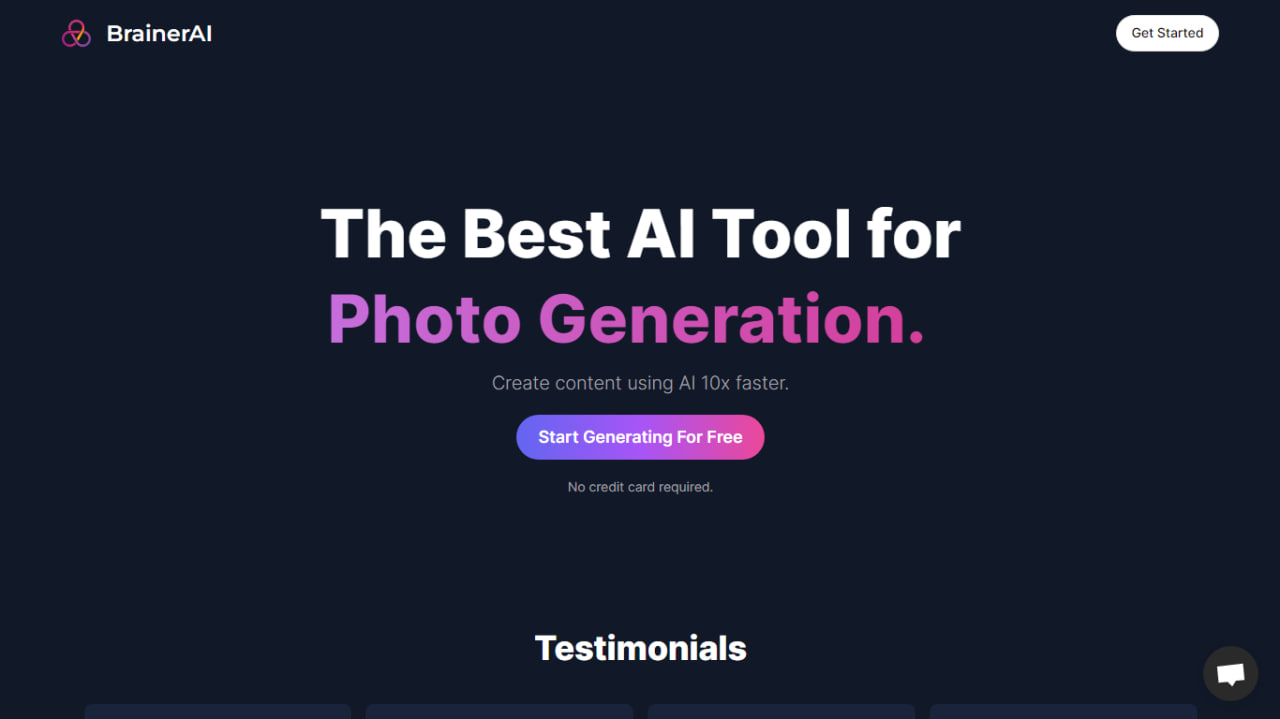 BrainerAI
Get Started
The Best AI Tool for
Photo Generation.
Create content using AI 10x faster.
Start Generating For Free
No credit card required.
Testimonials